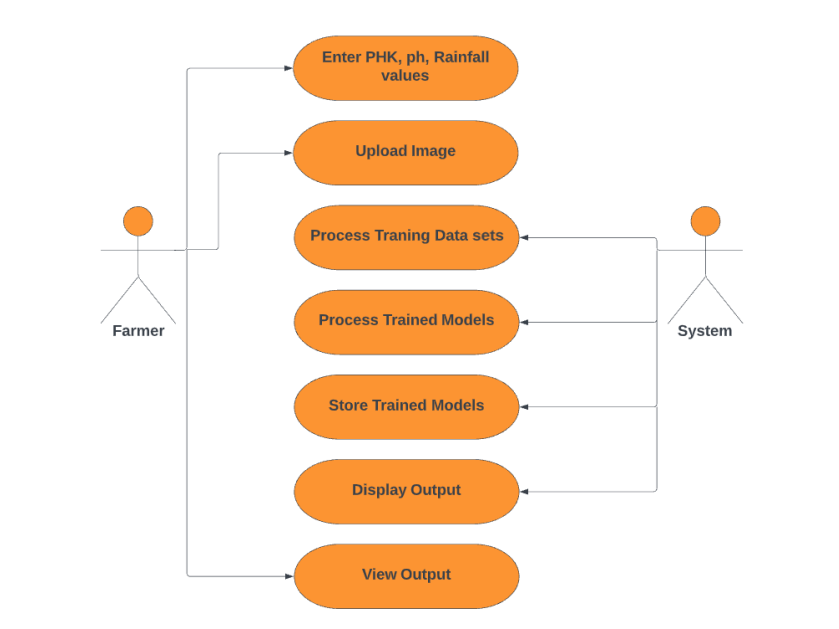 Enter PHK, ph, Rainfall
values
Upload Image
Process Traning Data sets
Process Trained Models
Farmer
System
Store Trained Models
Display Output
View Output